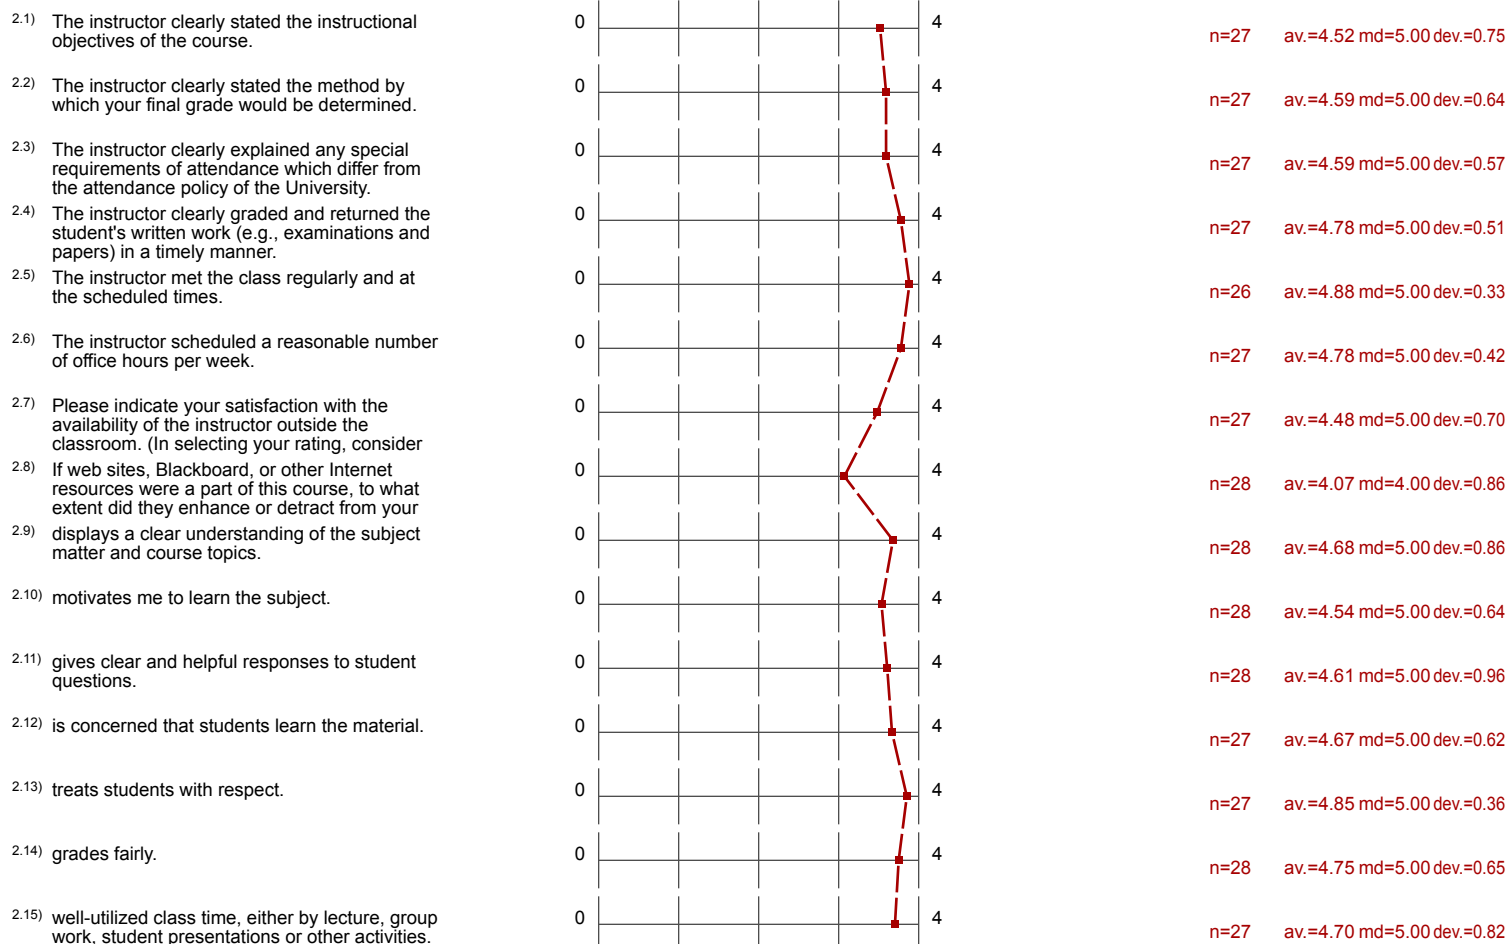 2.1) The instructor clearly stated the instructional
objectives of the course.
0 4
n=27 av.=4.52 md=5.00 dev.=0.75
2.2) The instructor clearly stated the method by
which your final grade would be determined.
0 4
n=27 av.=4.59 md=5.00 dev.=0.64
2.3) The instructor clearly explained any special
requirements of attendance which differ from
the attendance policy of the University.
0 4
n=27 av.=4.59 md=5.00 dev.=0.57
2.4) The instructor clearly graded and returned the
student's written work (e.g., examinations and
papers) in a timely manner.
0 4
n=27 av.=4.78 md=5.00 dev.=0.51
2.5) The instructor met the class regularly and at
the scheduled times.
0 4
n=26 av.=4.88 md=5.00 dev.=0.33
2.6) The instructor scheduled a reasonable number
of office hours per week.
0 4
n=27 av.=4.78 md=5.00 dev.=0.42
2.7) Please indicate your satisfaction with the
availability of the instructor outside the
classroom. (In selecting your rating, consider
0 4
n=27 av.=4.48 md=5.00 dev.=0.70
2.8) If web sites, Blackboard, or other Internet
resources were a part of this course, to what
extent did they enhance or detract from your
0 4
n=28 av.=4.07 md=4.00 dev.=0.86
2.9) displays a clear understanding of the subject
matter and course topics.
0 4
n=28 av.=4.68 md=5.00 dev.=0.86
2.10) motivates me to learn the subject.
0 4
n=28 av.=4.54 md=5.00 dev.=0.64
2.11) gives clear and helpful responses to student
questions.
0 4
n=28 av.=4.61 md=5.00 dev.=0.96
2.12) is concerned that students learn the material.
0 4
n=27 av.=4.67 md=5.00 dev.=0.62
2.13) treats students with respect.
0 4
n=27 av.=4.85 md=5.00 dev.=0.36
2.14) grades fairly.
0 4
n=28 av.=4.75 md=5.00 dev.=0.65
2.15) well-utilized class time, either by lecture, group
work, student presentations or other activities.
0 4
n=27 av.=4.70 md=5.00 dev.=0.82